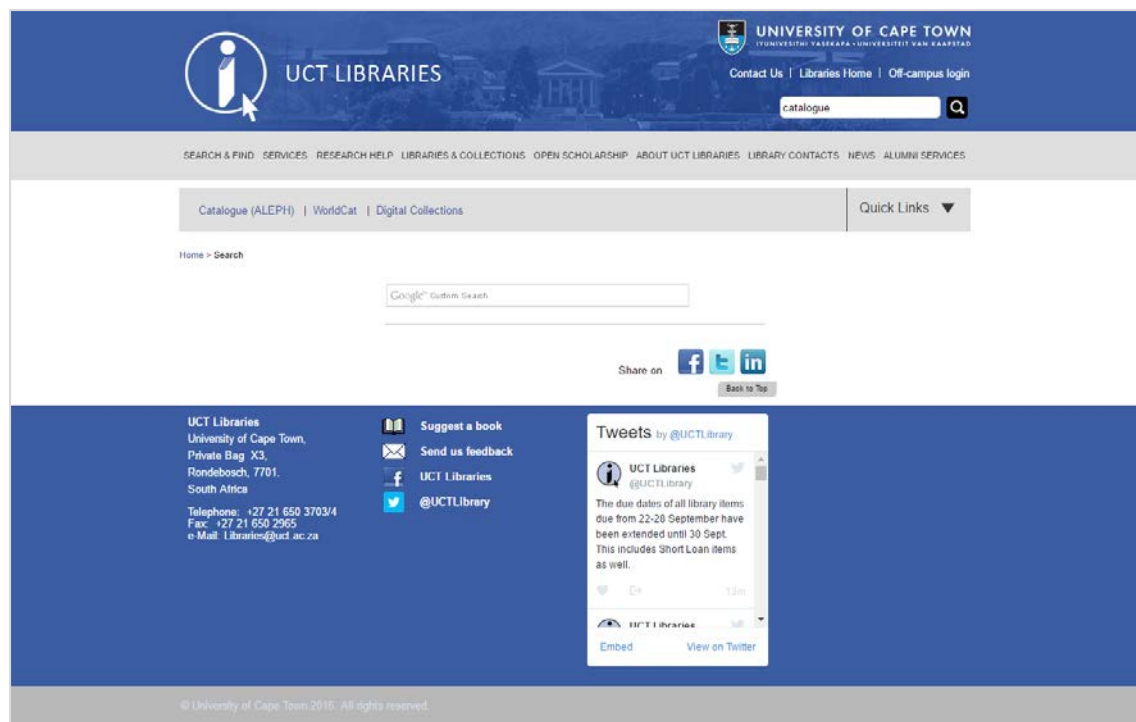 UNIVERSITY OF CAPE TOWN
IYUNIVESITHI YASEKAPA • UNIVERSITEIT VAN KAAPSTAD
UCT LIBRARIES
Contact Us | Libraries Home | Off-campus login
catalogue
SEARCH & FIND SERVICES RESEARCH HELP LIBRARIES & COLLECTIONS OPEN SCHOLARSHIP ABOUT UCT LIBRARIES LIBRARY CONTACTS NEWS ALUMNI SERVICES
Catalogue (ALEPH) | WorldCat | Digital Collections
Quick Links ▼
Home > Search
Google™ Custom Search
Share on
Back to Top
UCT Libraries
University of Cape Town,
Private Bag X3,
Rondebosch, 7701.
South Africa
Telephone: +27 21 650 3703/4
Fax: +27 21 650 2965
e-Mail: Libraries@uct.ac.za
Suggest a book
Send us feedback
UCT Libraries
@UCTLibrary
Tweets by @UCTLibrary
UCT Libraries
@UCTLibrary
The due dates of all library items
due from 22-28 September have
been extended until 30 Sept.
This includes Short Loan items
as well.
UCT Libraries
Embed
View on Twitter
© University of Cape Town 2016. All rights reserved.